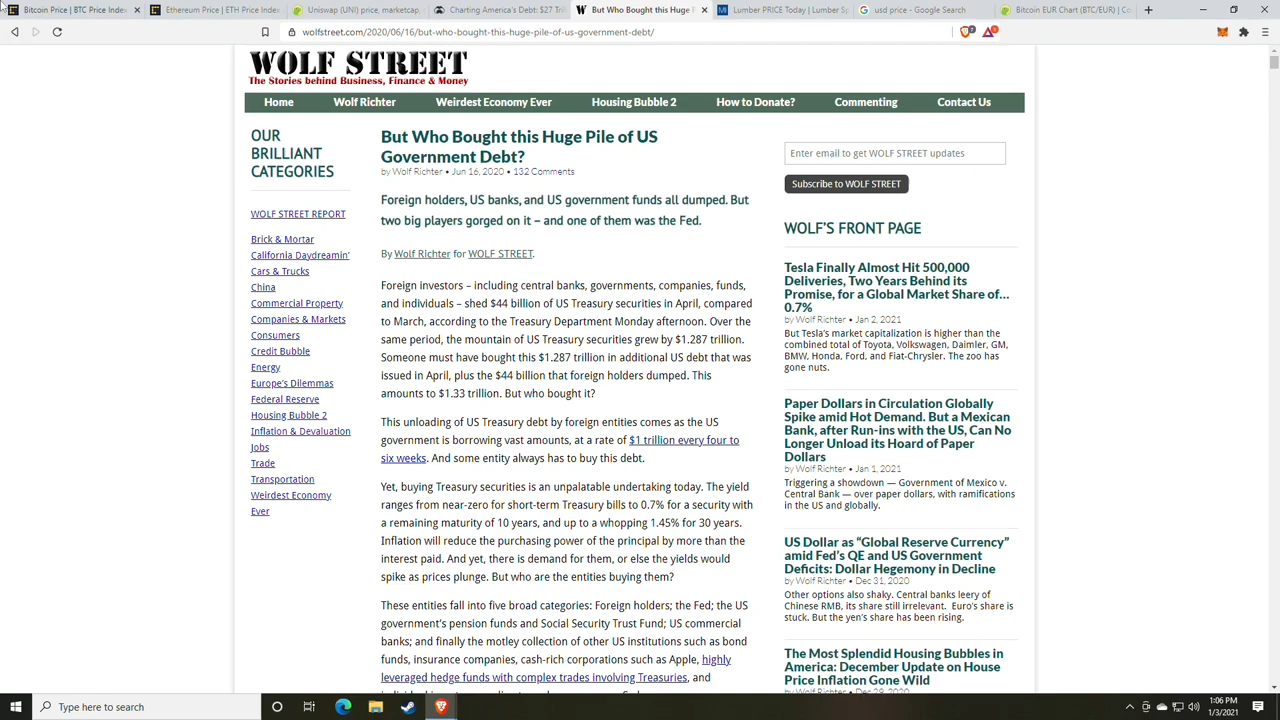 Bitcoin Price | BTC Price Index
Ethereum Price | ETH Price Index
Uniswap (UNI) price, marketcap,
Charting America's Debt: $27 Tri
But Who Bought this Huge P
Lumber PRICE Today | Lumber Sp
usd price - Google Search
Bitcoin EUR Chart (BTC/EUR) | Co
wolfstreet.com/2020/06/16/but-who-bought-this-huge-pile-of-us-government-debt/
WOLF STREET
The Stories behind Business, Finance & Money
Home
Wolf Richter
Weirdest Economy Ever
Housing Bubble 2
How to Donate?
Commenting
Contact Us
OUR
BRILLIANT
CATEGORIES
WOLF STREET REPORT
Brick & Mortar
California Daydreamin'
Cars & Trucks
China
Commercial Property
Companies & Markets
Consumers
Credit Bubble
Energy
Europe's Dilemmas
Federal Reserve
Housing Bubble 2
Inflation & Devaluation
Jobs
Trade
Transportation
Weirdest Economy
Ever
But Who Bought this Huge Pile of US
Government Debt?
by Wolf Richter • Jun 16, 2020 • 132 Comments
Foreign holders, US banks, and US government funds all dumped. But
two big players gorged on it – and one of them was the Fed.
By Wolf Richter for WOLF STREET.
Foreign investors – including central banks, governments, companies, funds,
and individuals – shed $44 billion of US Treasury securities in April, compared
to March, according to the Treasury Department Monday afternoon. Over the
same period, the mountain of US Treasury securities grew by $1.287 trillion.
Someone must have bought this $1.287 trillion in additional US debt that was
issued in April, plus the $44 billion that foreign holders dumped. This
amounts to $1.33 trillion. But who bought it?
This unloading of US Treasury debt by foreign entities comes as the US
government is borrowing vast amounts, at a rate of $1 trillion every four to
six weeks. And some entity always has to buy this debt.
Yet, buying Treasury securities is an unpalatable undertaking today. The yield
ranges from near-zero for short-term Treasury bills to 0.7% for a security with
a remaining maturity of 10 years, and up to a whopping 1.45% for 30 years.
Inflation will reduce the purchasing power of the principal by more than the
interest paid. And yet, there is demand for them, or else the yields would
spike as prices plunge. But who are the entities buying them?
These entities fall into five broad categories: Foreign holders; the Fed; the US
government's pension funds and Social Security Trust Fund; US commercial
banks; and finally the motley collection of other US institutions such as bond
funds, insurance companies, cash-rich corporations such as Apple, highly
leveraged hedge funds with complex trades involving Treasuries, and
Enter email to get WOLF STREET updates
Subscribe to WOLF STREET
WOLF'S FRONT PAGE
Tesla Finally Almost Hit 500,000
Deliveries, Two Years Behind its
Promise, for a Global Market Share of...
0.7%
by Wolf Richter • Jan 2, 2021
But Tesla's market capitalization is higher than the
combined total of Toyota, Volkswagen, Daimler, GM,
BMW, Honda, Ford, and Fiat-Chrysler. The zoo has
gone nuts.
Paper Dollars in Circulation Globally
Spike amid Hot Demand. But a Mexican
Bank, after Run-ins with the US, Can No
Longer Unload its Hoard of Paper
Dollars
by Wolf Richter • Jan 1, 2021
Triggering a showdown — Government of Mexico v.
Central Bank — over paper dollars, with ramifications
in the US and globally.
US Dollar as “Global Reserve Currency”
amid Fed's QE and US Government
Deficits: Dollar Hegemony in Decline
by Wolf Richter • Dec 31, 2020
Other options also shaky. Central banks leery of
Chinese RMB, its share still irrelevant. Euro's share is
stuck. But the yen's share has been rising.
The Most Splendid Housing Bubbles in
America: December Update on House
Price Inflation Gone Wild
by Wolf Richter • Dec 29, 2020
Type here to search
1:06 PM
1/3/2021